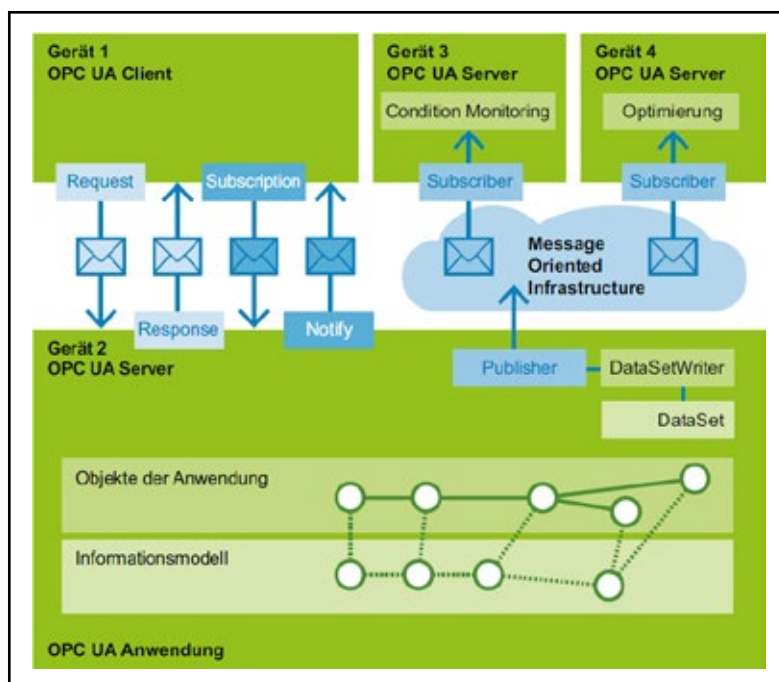 Gerät 1
OPC UA Client
Gerät 3
OPC UA Server
Gerät 4
OPC UA Server
Condition Monitoring
Optimierung
Request
Subscription
Subscriber
Subscriber
Message
Oriented
Infrastructure
Response
Notify
Gerät 2
OPC UA Server
Publisher
DataSetWriter
DataSet
Objekte der Anwendung
Informationsmodell
OPC UA Anwendung